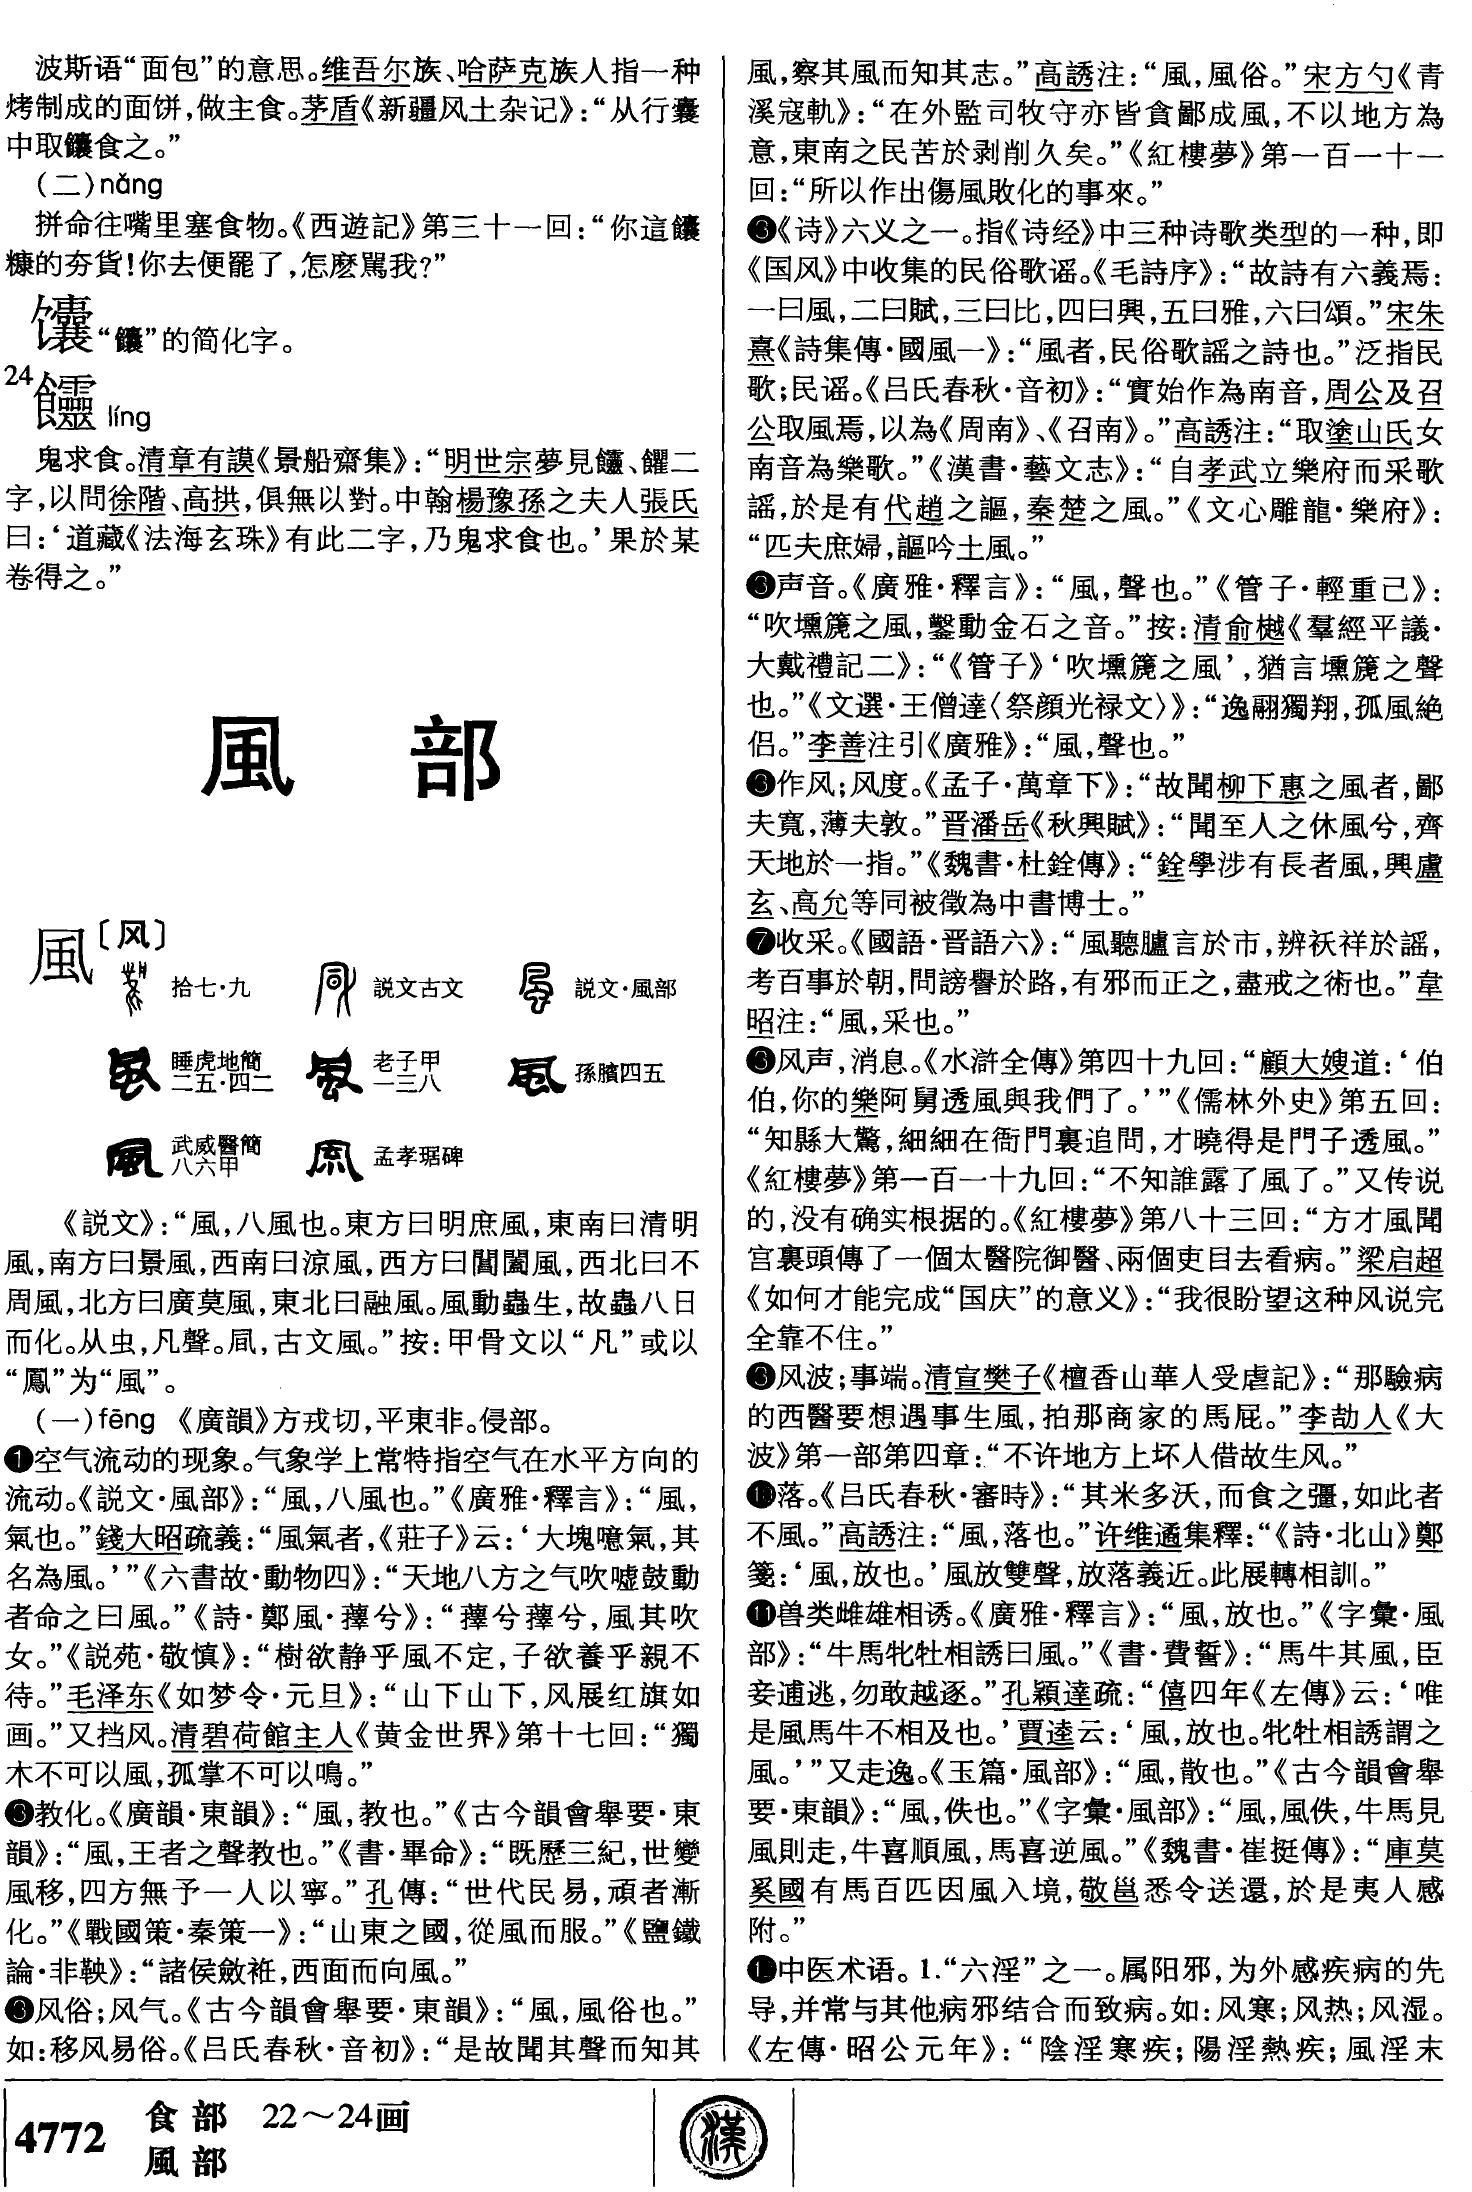 波斯语“面包”的意思。维吾尔族、哈萨克族人指一种
烤制成的面饼，做主食。茅盾《新疆风土杂记》：“从行囊
中取饢食之。”
（二）nǎng
拼命往嘴里塞食物。《西遊記》第三十一回：“你這饢
糠的夯貨！你去便罷了，怎麽駡我？”
馕“饢”的简化字。
24
líng
鬼求食。清章有謨《景船齋集》：“明世宗夢見、饠二
字，以問徐階、高拱，俱無以對。中翰楊豫孫之夫人張氏
曰：‘道藏《法海玄珠》有此二字，乃鬼求食也。’果於某
卷得之。”
風 部
風〔风〕
拾七·九 説文古文 説文·風部
睡虎地簡二五·四二 老子甲一三八 孫臏四五
武威醫簡八六甲 孟孝琚碑
《説文》：“風，八風也。東方曰明庶風，東南曰清明
風，南方曰景風，西南曰涼風，西方曰閶闔風，西北曰不
周風，北方曰廣莫風，東北曰融風。風動蟲生，故蟲八日
而化。从虫，凡聲。凬，古文風。”按：甲骨文以“凡”或以
“鳳”为“風”。
（一）fēng 《廣韻》方戎切，平東非。侵部。
❶空气流动的现象。气象学上常特指空气在水平方向的
流动。《説文·風部》：“風，八風也。”《廣雅·釋言》：“風，
氣也。”錢大昭疏義：“風氣者，《莊子》云：‘大塊噫氣，其
名為風。’”《六書故·動物四》：“天地八方之气吹嘘鼓動
者命之曰風。”《詩·鄭風·蘀兮》：“蘀兮蘀兮，風其吹
女。”《説苑·敬慎》：“樹欲静乎風不定，子欲養乎親不
待。”毛泽东《如梦令·元旦》：“山下山下，风展红旗如
画。”又挡风。清碧荷館主人《黄金世界》第十七回：“獨
木不可以風，孤掌不可以鳴。”
❸教化。《廣韻·東韻》：“風，教也。”《古今韻會舉要·東
韻》：“風，王者之聲教也。”《書·畢命》：“既歷三紀，世變
風移，四方無予一人以寧。”孔傳：“世代民易，頑者漸
化。”《戰國策·秦策一》：“山東之國，從風而服。”《鹽鐵
論·非鞅》：“諸侯斂袵，西面而向風。”
❸风俗；风气。《古今韻會舉要·東韻》：“風，風俗也。”
如：移风易俗。《吕氏春秋·音初》：“是故聞其聲而知其
風，察其風而知其志。”高誘注：“風，風俗。”宋方勺《青
溪寇軌》：“在外監司牧守亦皆貪鄙成風，不以地方為
意，東南之民苦於剥削久矣。”《紅樓夢》第一百一十一
回：“所以作出傷風敗化的事來。”
❸《诗》六义之一。指《诗经》中三种诗歌类型的一种，即
《国风》中收集的民俗歌谣。《毛詩序》：“故詩有六義焉：
一曰風，二曰賦，三曰比，四曰興，五曰雅，六曰頌。”宋朱
熹《詩集傳·國風一》：“風者，民俗歌謡之詩也。”泛指民
歌；民谣。《吕氏春秋·音初》：“實始作為南音，周公及召
公取風焉，以為《周南》、《召南》。”高誘注：“取塗山氏女
南音為樂歌。”《漢書·藝文志》：“自孝武立樂府而采歌
謡，於是有代趙之謳，秦楚之風。”《文心雕龍·樂府》：
“匹夫庶婦，謳吟土風。”
❸声音。《廣雅·釋言》：“風，聲也。”《管子·輕重己》：
“吹壎箎之風，鑿動金石之音。”按：清俞樾《羣經平議·
大戴禮記二》：“《管子》‘吹壎箎之風’，猶言壎箎之聲
也。”《文選·王僧達〈祭顔光禄文〉》：“逸翮獨翔，孤風絶
侣。”李善注引《廣雅》：“風，聲也。”
❸作风；风度。《孟子·萬章下》：“故聞柳下惠之風者，鄙
夫寬，薄夫敦。”晋潘岳《秋興賦》：“聞至人之休風兮，齊
天地於一指。”《魏書·杜銓傳》：“銓學涉有長者風，興盧
玄、高允等同被徵為中書博士。”
❼收采。《國語·晋語六》：“風聽臚言於市，辨祅祥於謡，
考百事於朝，問謗譽於路，有邪而正之，盡戒之術也。”韋
昭注：“風，采也。”
❸风声，消息。《水滸全傳》第四十九回：“顧大嫂道：‘伯
伯，你的樂阿舅透風與我們了。’”《儒林外史》第五回：
“知縣大驚，細細在衙門裏追問，才曉得是門子透風。”
《紅樓夢》第一百一十九回：“不知誰露了風了。”又传说
的，没有确实根据的。《紅樓夢》第八十三回：“方才風聞
宫裏頭傳了一個太醫院御醫、兩個吏目去看病。”梁启超
《如何才能完成“国庆”的意义》：“我很盼望这种风说完
全靠不住。”
❸风波；事端。清宣樊子《檀香山華人受虐記》：“那驗病
的西醫要想遇事生風，拍那商家的馬屁。”李劼人《大
波》第一部第四章：“不许地方上坏人借故生风。”
❶落。《吕氏春秋·審時》：“其米多沃，而食之彊，如此者
不風。”高誘注：“風，落也。”许维遹集釋：“《詩·北山》鄭
箋：‘風，放也。’風放雙聲，放落義近。此展轉相訓。”
⓫兽类雌雄相诱。《廣雅·釋言》：“風，放也。”《字彙·風
部》：“牛馬牝牡相誘曰風。”《書·費誓》：“馬牛其風，臣
妾逋逃，勿敢越逐。”孔穎達疏：“僖四年《左傳》云：‘唯
是風馬牛不相及也。’賈逵云：‘風，放也。牝牡相誘謂之
風。’”又走逸。《玉篇·風部》：“風，散也。”《古今韻會舉
要·東韻》：“風，佚也。”《字彙·風部》：“風，風佚，牛馬見
風則走，牛喜順風，馬喜逆風。”《魏書·崔挺傳》：“庫莫
奚國有馬百匹因風入境，敬邕悉令送還，於是夷人感
附。”
❶中医术语。1.“六淫”之一。属阳邪，为外感疾病的先
导，并常与其他病邪结合而致病。如：风寒；风热；风湿。
《左傳·昭公元年》：“陰淫寒疾；陽淫熱疾；風淫末
4772
食部 22～24画
風部
漢